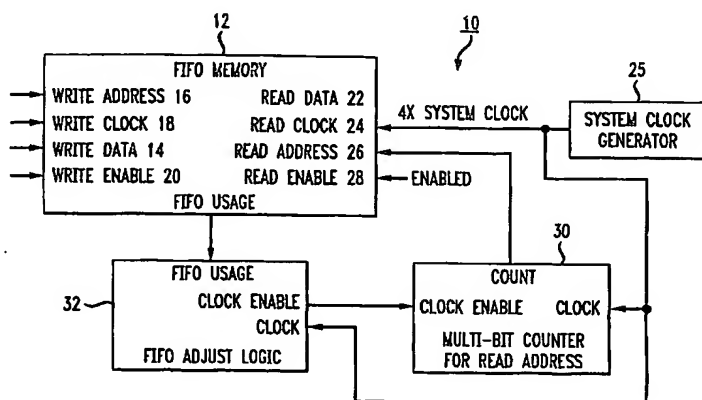 12
10
FIFO MEMORY
WRITE ADDRESS 16
READ DATA 22
WRITE CLOCK 18
READ CLOCK 24
WRITE DATA 14
READ ADDRESS 26
WRITE ENABLE 20
READ ENABLE 28
FIFO USAGE
4X SYSTEM CLOCK
25
SYSTEM CLOCK
GENERATOR
ENABLED
32
FIFO USAGE
CLOCK ENABLE
CLOCK
FIFO ADJUST LOGIC
30
COUNT
CLOCK ENABLE
CLOCK
MULTI-BIT COUNTER
FOR READ ADDRESS